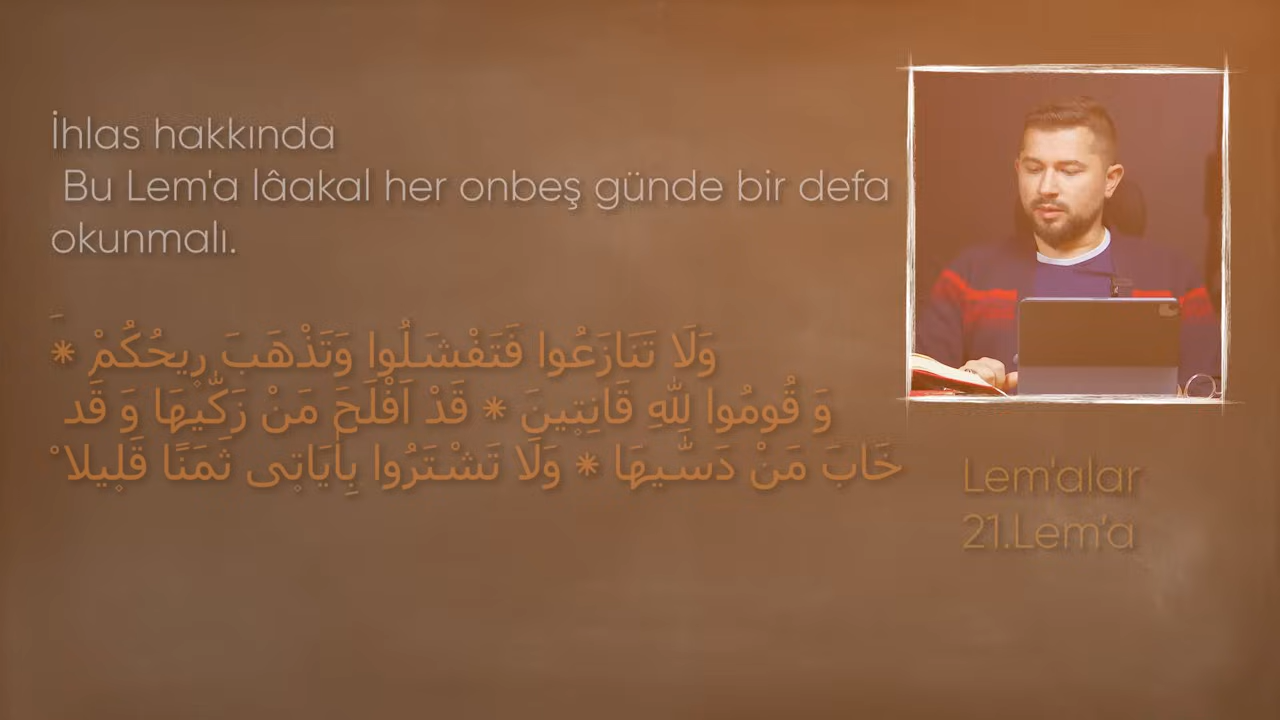 İhlas hakkında
Bu Lem'a lâakal her onbeş günde bir defa
okunmalı.
وَلَا تَنَازَعُوا فَتَفْشَلُوا وَتَذْهَبَ رِيحُكُمْ ⁕
وَ قُومُوا لِلّٰهِ قَانِتِينَ ⁕ قَدْ اَفْلَحَ مَنْ زَكّٰيهَا وَ قَد
خَابَ مَنْ دَسّٰيهَا ⁕ وَلَا تَشْتَرُوا بِاٰيَاتِى ثَمَنًا قَلِيلاْ
Lem'alar
21.Lem'a